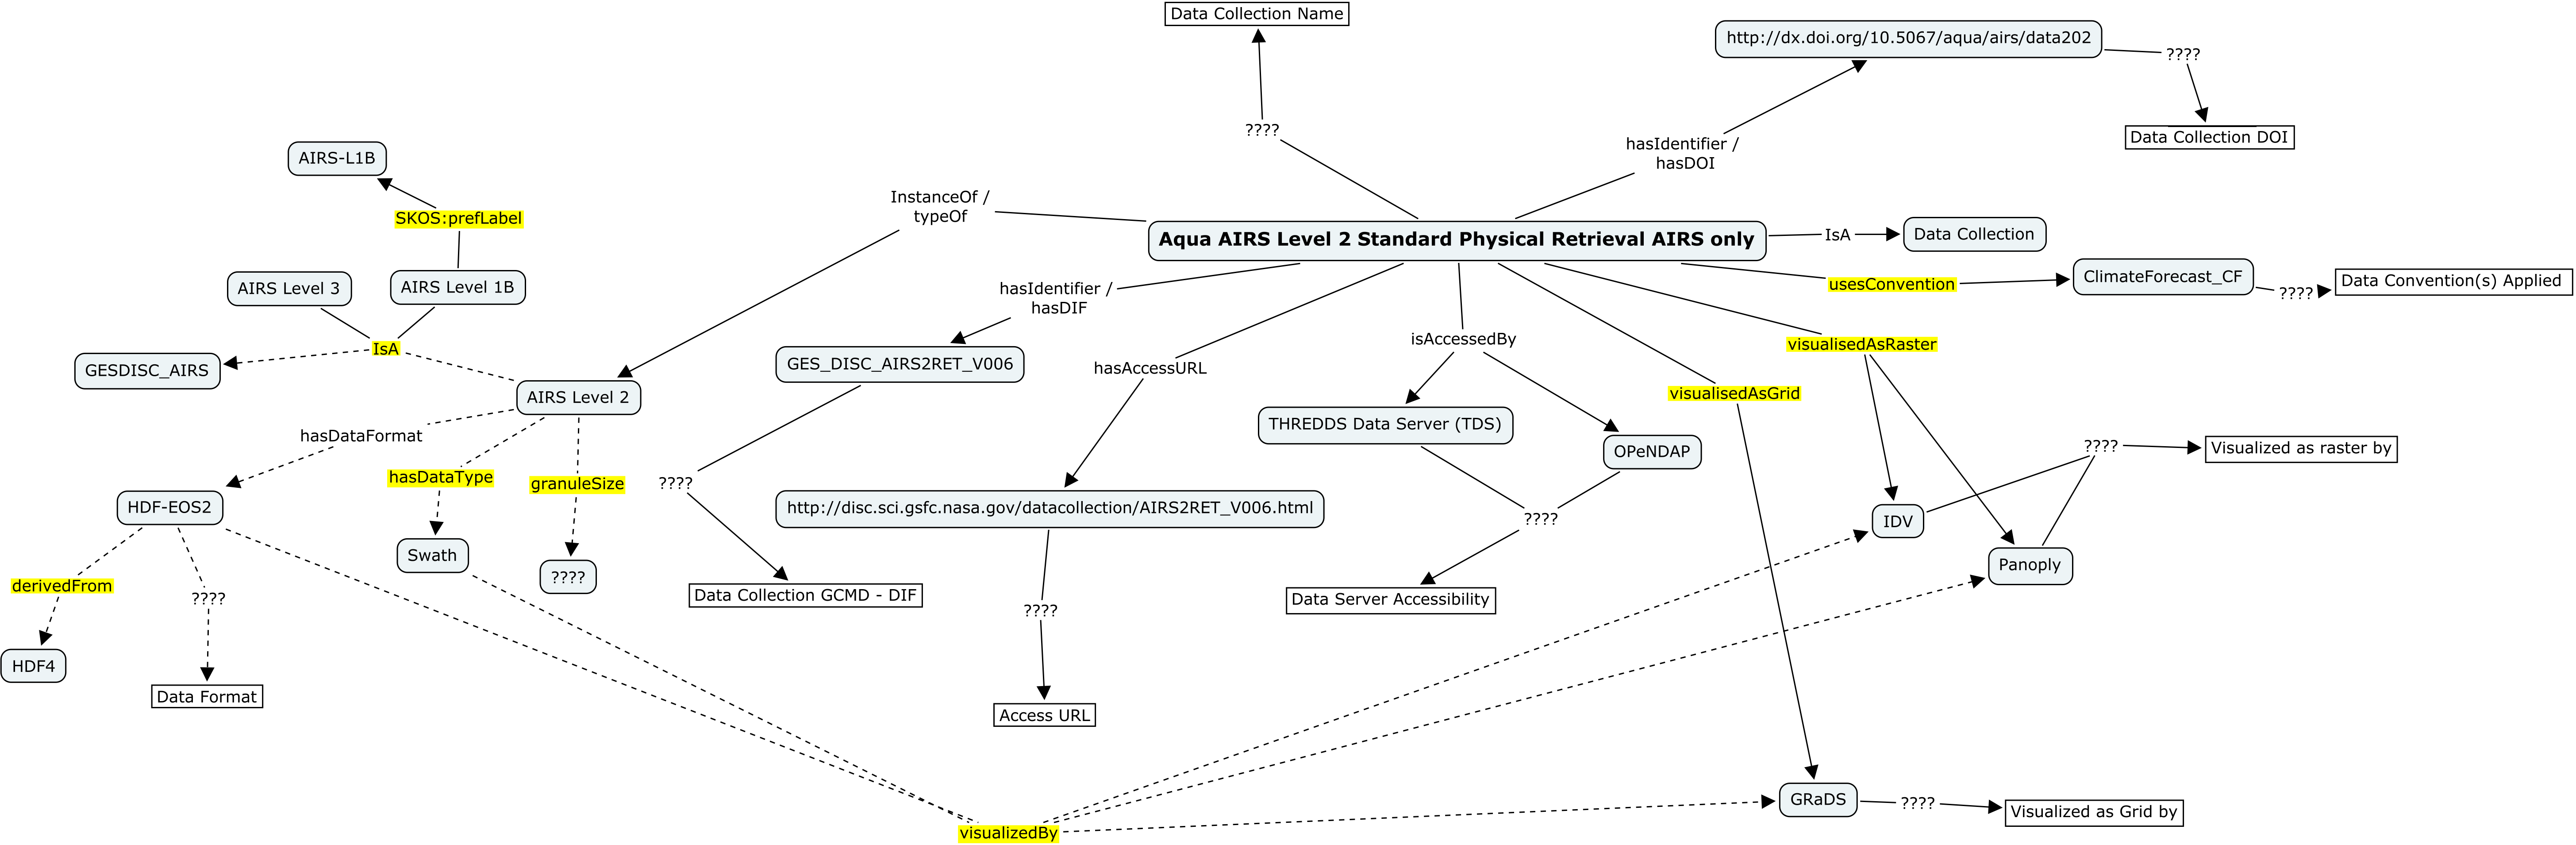 Data Collection Name
http://dx.doi.org/10.5067/aqua/airs/data202
????
????
Data Collection DOI
hasIdentifier /
hasDOI
AIRS-L1B
InstanceOf /
typeOf
SKOS:prefLabel
Aqua AIRS Level 2 Standard Physical Retrieval AIRS only
IsA
Data Collection
AIRS Level 3
AIRS Level 1B
hasIdentifier /
hasDIF
usesConvention
ClimateForecast_CF
????
Data Convention(s) Applied
IsA
GESDISC_AIRS
GES_DISC_AIRS2RET_V006
hasAccessURL
isAccessedBy
visualisedAsRaster
visualisedAsGrid
AIRS Level 2
THREDDS Data Server (TDS)
OPeNDAP
????
Visualized as raster by
hasDataFormat
hasDataType
granuleSize
????
HDF-EOS2
http://disc.sci.gsfc.nasa.gov/datacollection/AIRS2RET_V006.html
????
IDV
Swath
????
Panoply
derivedFrom
????
Data Collection GCMD - DIF
????
Data Server Accessibility
HDF4
Data Format
Access URL
visualizedBy
GRaDS
????
Visualized as Grid by